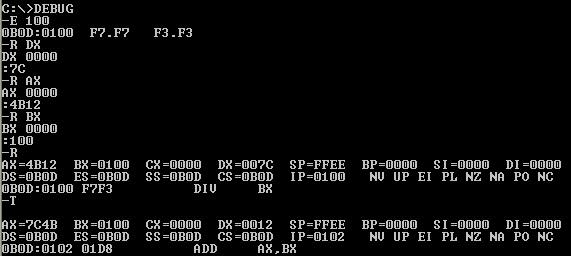 C:\>DEBUG
-E 100
0B0D:0100  F7.F7   F3.F3
-R DX
DX 0000
:7C
-R AX
AX 0000
:4B12
-R BX
BX 0000
:100
-R
AX=4B12  BX=0100  CX=0000  DX=007C  SP=FFEE  BP=0000  SI=0000  DI=0000
DS=0B0D  ES=0B0D  SS=0B0D  CS=0B0D  IP=0100   NV UP EI PL NZ NA PO NC
0B0D:0100 F7F3          DIV     BX
-T
AX=7C4B  BX=0100  CX=0000  DX=0012  SP=FFEE  BP=0000  SI=0000  DI=0000
DS=0B0D  ES=0B0D  SS=0B0D  CS=0B0D  IP=0102   NV UP EI PL NZ NA PO NC
0B0D:0102 01D8          ADD     AX,BX